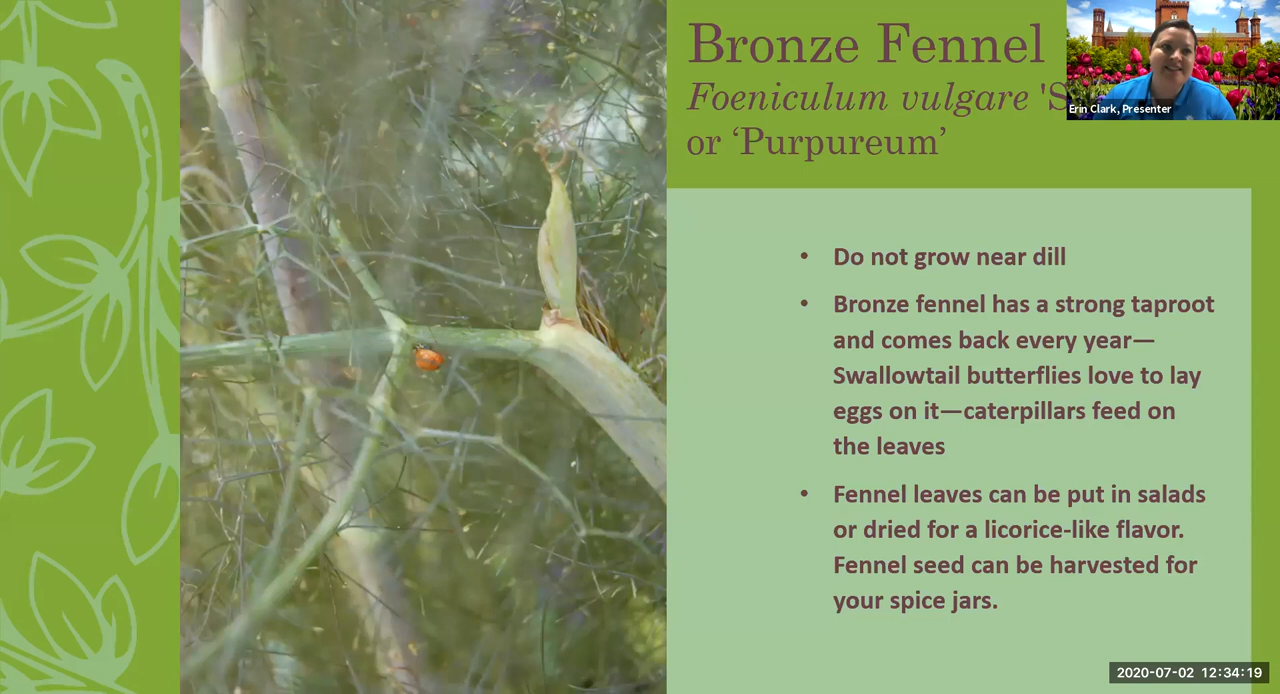 Bronze Fennel
Foeniculum vulgare
or ‘Purpureum’
Erin Clark, Presenter
• Do not grow near dill
• Bronze fennel has a strong taproot
and comes back every year—
Swallowtail butterflies love to lay
eggs on it—caterpillars feed on
the leaves
• Fennel leaves can be put in salads
or dried for a licorice-like flavor.
Fennel seed can be harvested for
your spice jars.
2020-07-02 12:34:19